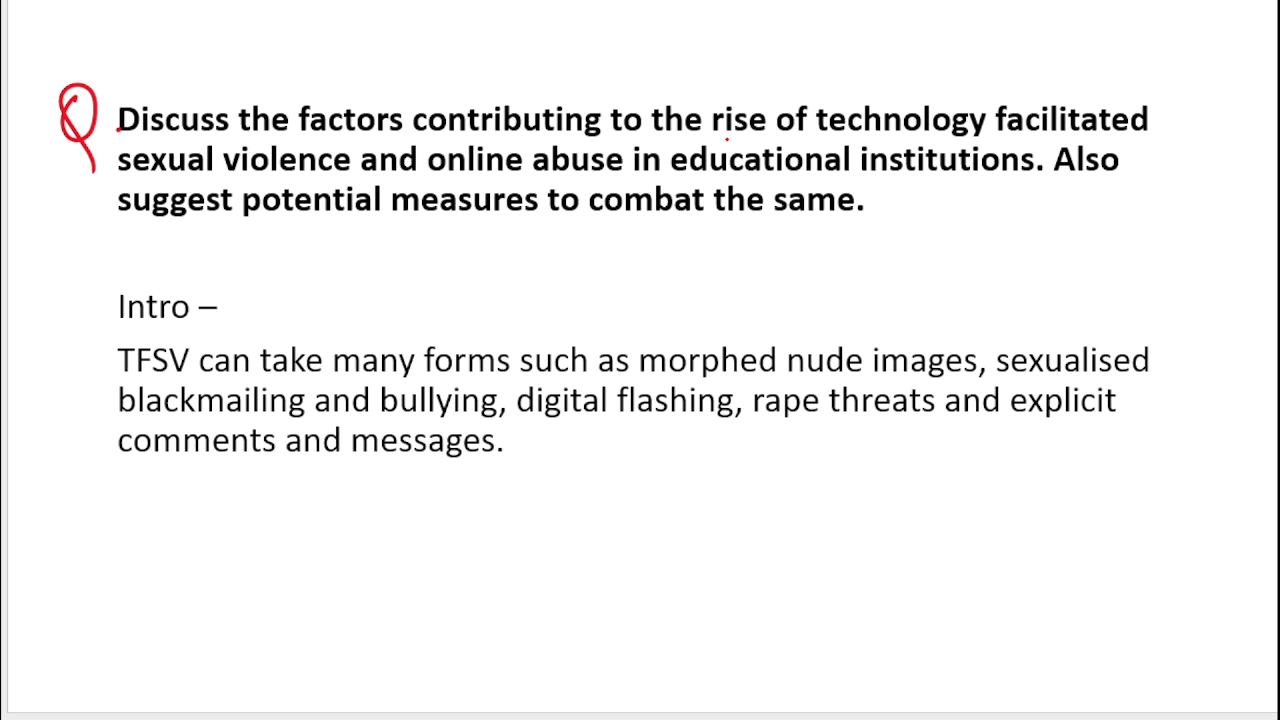 Q Discuss the factors contributing to the rise of technology facilitated
sexual violence and online abuse in educational institutions. Also
suggest potential measures to combat the same.
Intro –
TFSV can take many forms such as morphed nude images, sexualised
blackmailing and bullying, digital flashing, rape threats and explicit
comments and messages.